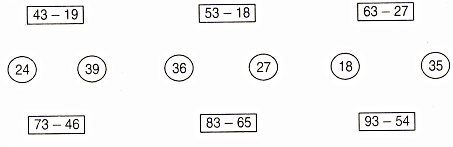 43 – 19 53 – 18 63 – 27
24 39 36 27 18 35
73 – 46 83 – 65 93 – 54